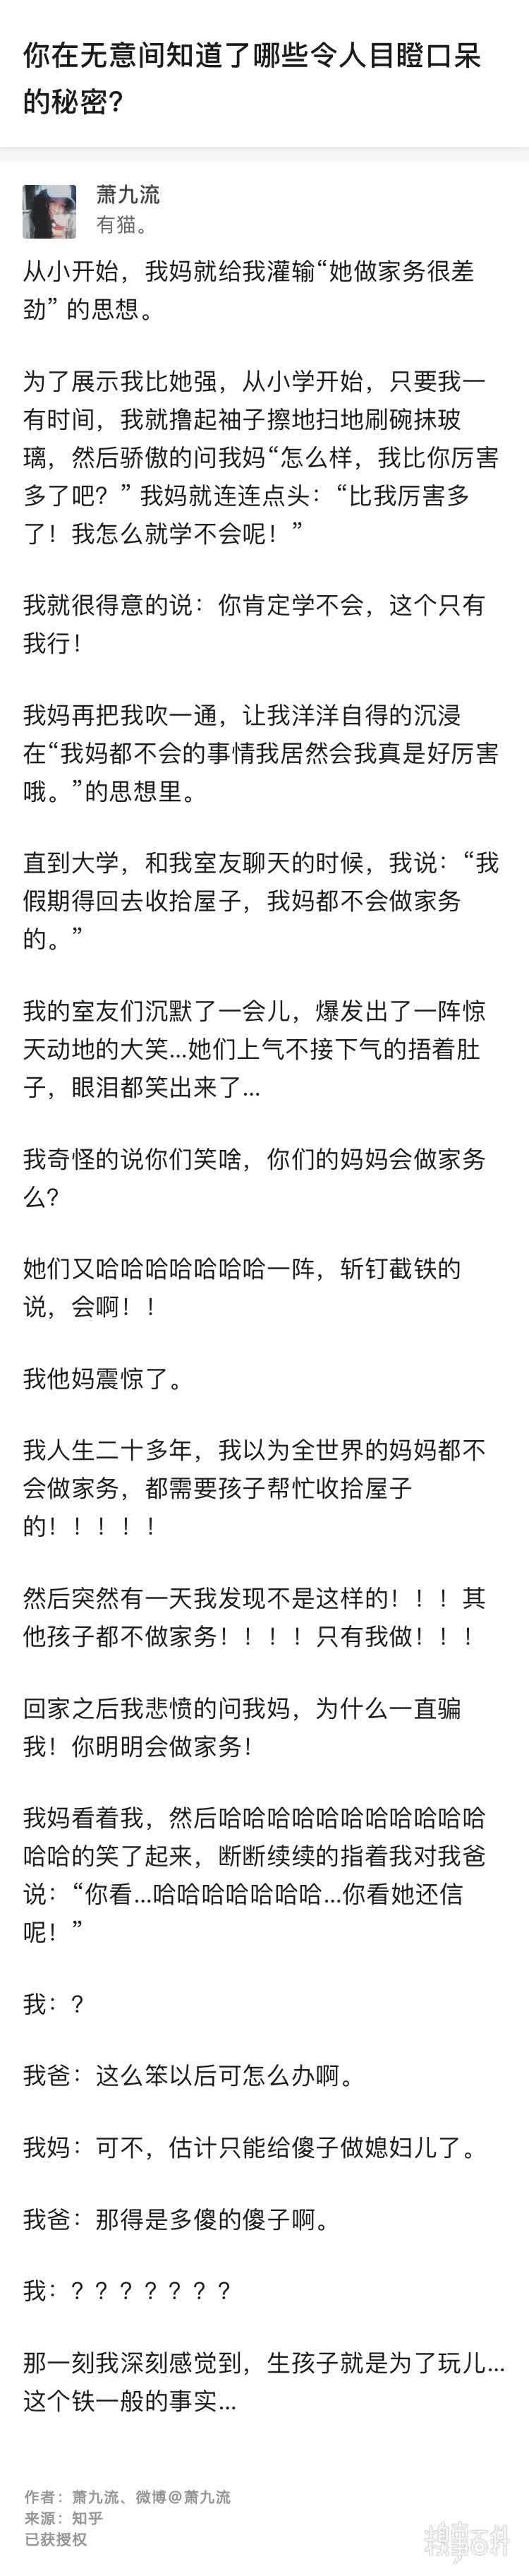 你在无意间知道了哪些令人目瞪口呆
的秘密?
萧九流
有猫。
从小开始，我妈就给我灌输“她做家务很差
劲” 的思想。
为了展示我比她强，从小学开始，只要我一
有时间，我就撸起袖子擦地扫地刷碗抹玻
璃，然后骄傲的问我妈“怎么样，我比你厉害
多了吧？” 我妈就连连点头：“比我厉害多
了！我怎么就学不会呢！”
我就很得意的说：你肯定学不会，这个只有
我行！
我妈再把我吹一通，让我洋洋自得的沉浸
在“我妈都不会的事情我居然会我真是好厉害
哦。”的思想里。
直到大学，和我室友聊天的时候，我说：“我
假期得回去收拾屋子，我妈都不会做家务
的。”
我的室友们沉默了一会儿，爆发出了一阵惊
天动地的大笑...她们上气不接下气的捂着肚
子，眼泪都笑出来了...
我奇怪的说你们笑啥，你们的妈妈会做家务
么？
她们又哈哈哈哈哈哈哈一阵，斩钉截铁的
说，会啊！！
我他妈震惊了。
我人生二十多年，我以为全世界的妈妈都不
会做家务，都需要孩子帮忙收拾屋子
的！！！！！
然后突然有一天我发现不是这样的！！！其
他孩子都不做家务！！！！只有我做！！！
回家之后我悲愤的问我妈，为什么一直骗
我！你明明会做家务！
我妈看着我，然后哈哈哈哈哈哈哈哈哈哈哈
哈哈的笑了起来，断断续续的指着我对我爸
说：“你看...哈哈哈哈哈哈哈...你看她还信
呢！”
我：？
我爸：这么笨以后可怎么办啊。
我妈：可不，估计只能给傻子做媳妇儿了。
我爸：那得是多傻的傻子啊。
我：？？？？？？？
那一刻我深刻感觉到，生孩子就是为了玩儿...
这个铁一般的事实...
作者：萧九流、微博@萧九流
来源：知乎
已获授权
糗事百科